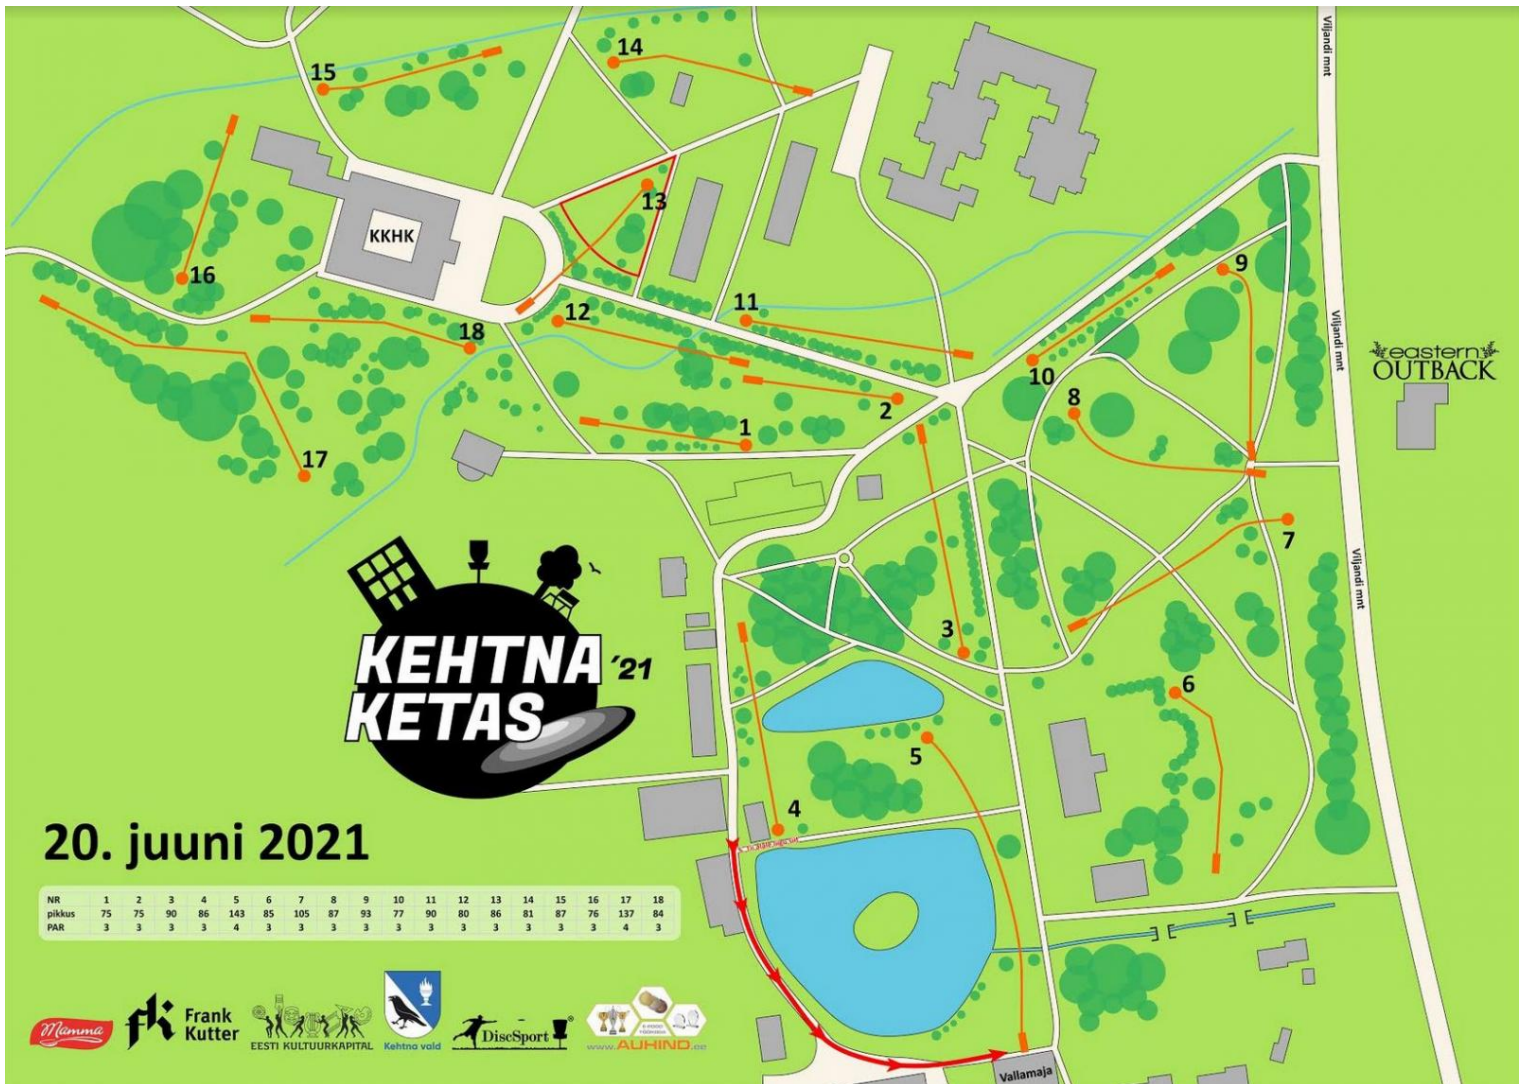 15
14
Viljandi mnt
13
KKHK
16
9
11
12
18
10
Viljandi mnt
eastern
OUTBACK
8
2
1
17
7
Viljandi mnt
3
KEHTNA '21
KETAS
6
5
4
20. juuni 2021
NR 1 2 3 4 5 6 7 8 9 10 11 12 13 14 15 16 17 18
pikkus 75 75 90 86 143 85 105 87 93 77 90 80 86 81 87 76 137 84
PAR 3 3 3 3 4 3 3 3 3 3 3 3 3 3 3 3 4 3
Mamma
Frank
Kutter
EESTI KULTUURKAPITAL
Kehtna vald
DiscSport
www.AUHIND.ee
Vallamaja